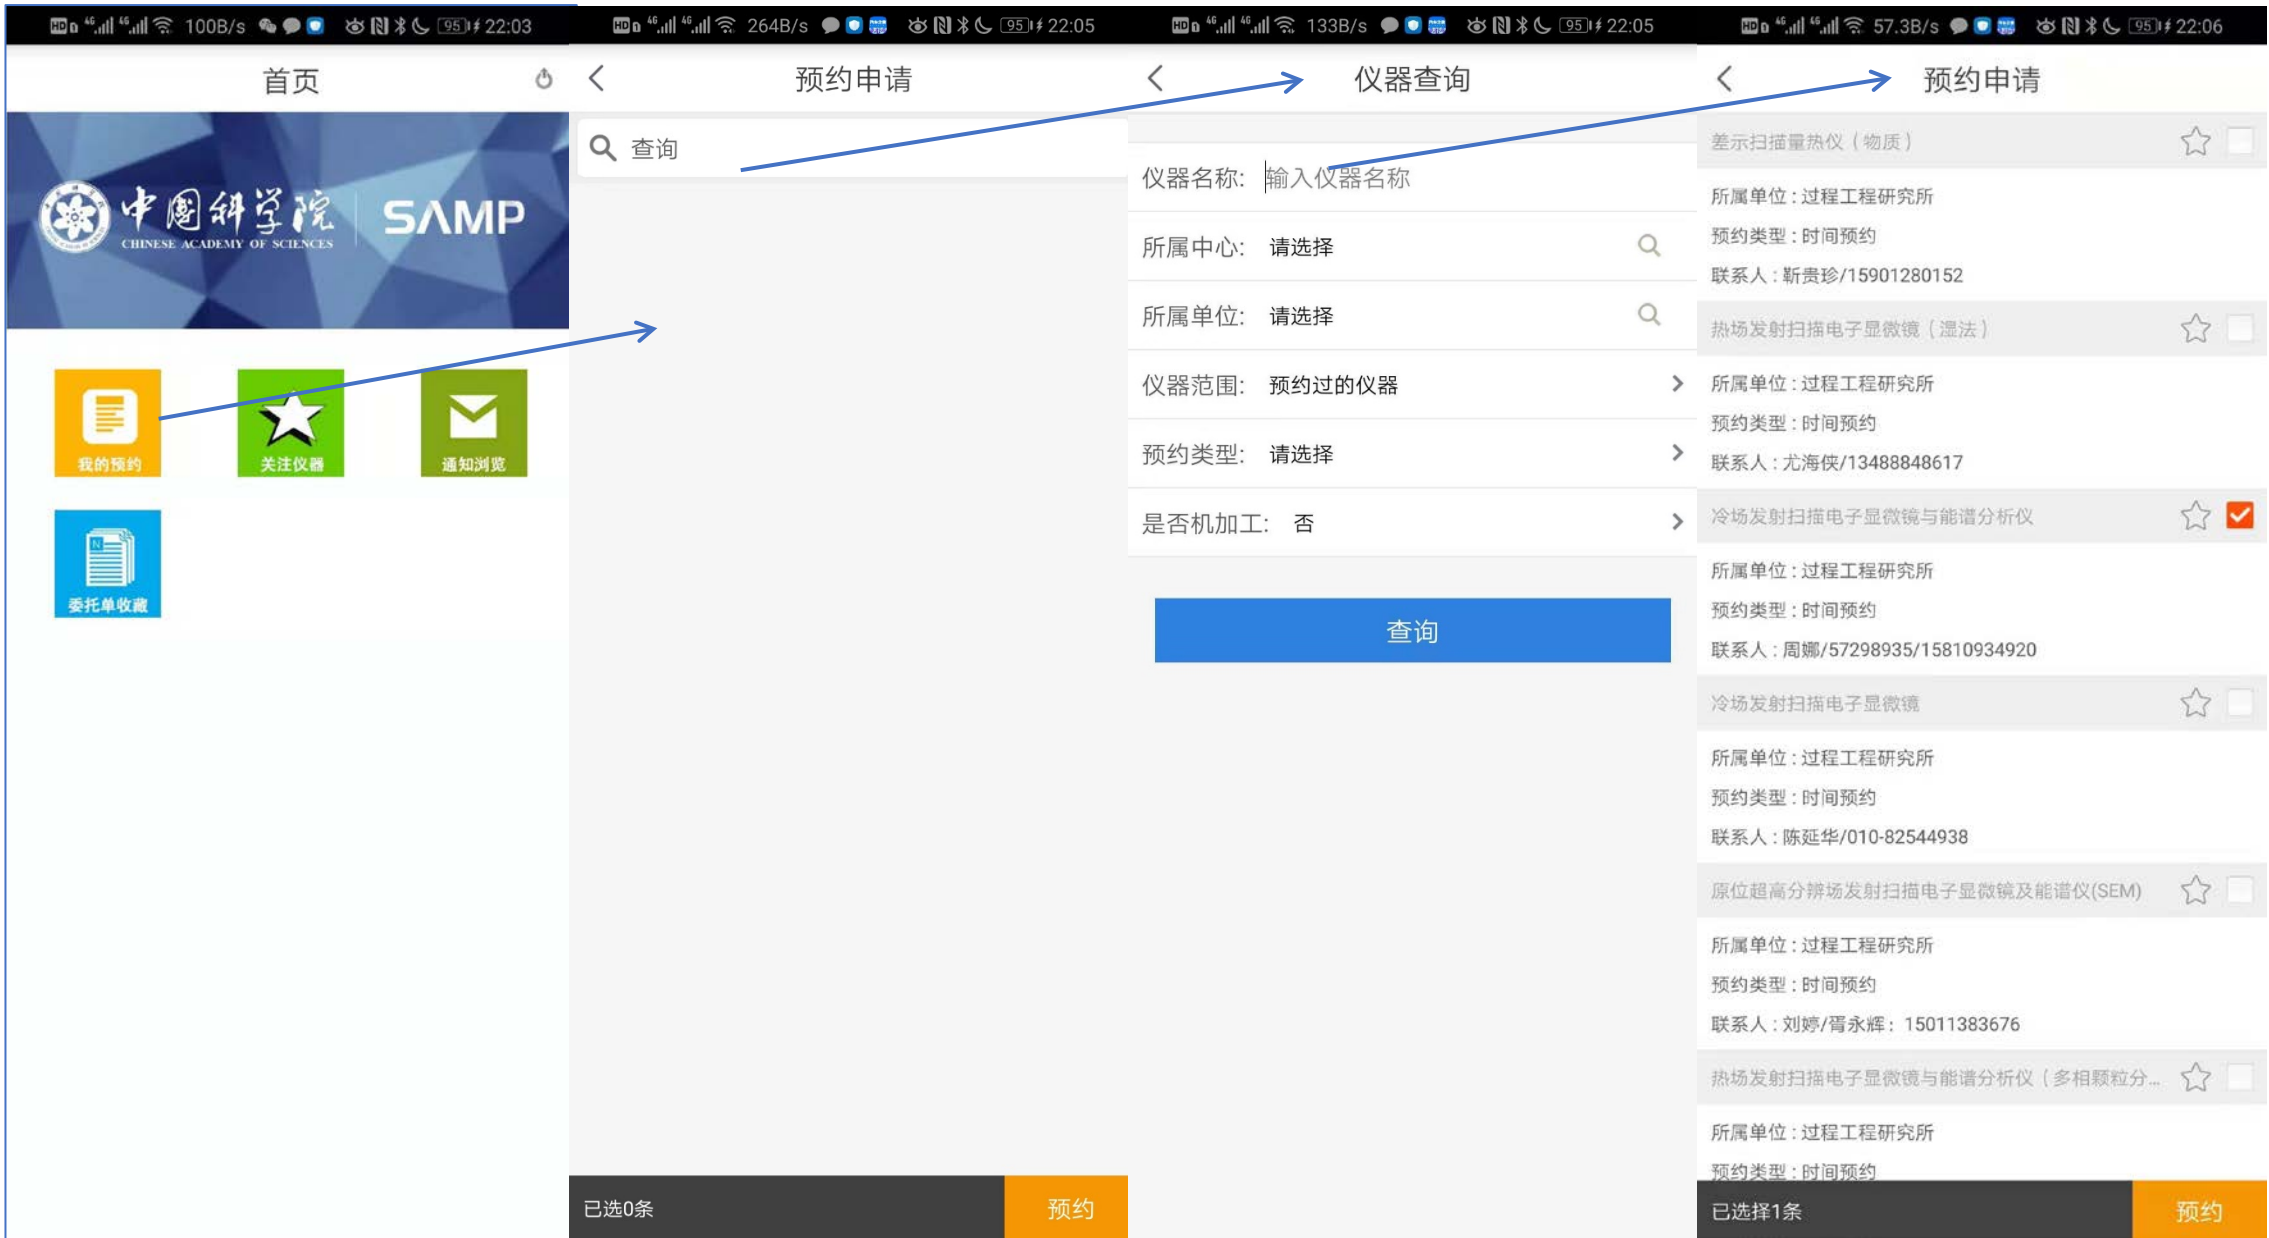 100B/s 95 22:03
首页
中国科学院 SAMP
CHINESE ACADEMY OF SCIENCES
我的预约
关注仪器
通知浏览
委托单收藏
264B/s 95 22:05
预约申请
查询
已选0条
预约
133B/s 95 22:05
仪器查询
仪器名称: 输入仪器名称
所属中心: 请选择
所属单位: 请选择
仪器范围: 预约过的仪器
预约类型: 请选择
是否机加工: 否
查询
57.3B/s 95 22:06
预约申请
差示扫描量热仪（物质）
所属单位 : 过程工程研究所
预约类型 : 时间预约
联系人 : 靳贵珍/15901280152
热场发射扫描电子显微镜（湿法）
所属单位 : 过程工程研究所
预约类型 : 时间预约
联系人 : 尤海侠/13488848617
冷场发射扫描电子显微镜与能谱分析仪
所属单位 : 过程工程研究所
预约类型 : 时间预约
联系人 : 周娜/57298935/15810934920
冷场发射扫描电子显微镜
所属单位 : 过程工程研究所
预约类型 : 时间预约
联系人 : 陈延华/010-82544938
原位超高分辨场发射扫描电子显微镜及能谱仪(SEM)
所属单位 : 过程工程研究所
预约类型 : 时间预约
联系人 : 刘婷/胥永辉：15011383676
热场发射扫描电子显微镜与能谱分析仪（多相颗粒分...
所属单位 : 过程工程研究所
预约类型 : 时间预约
已选择1条
预约